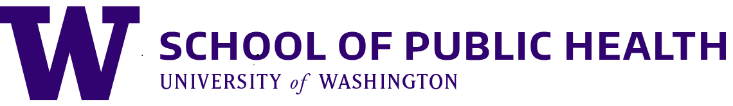 W SCHOOL OF PUBLIC HEALTH
UNIVERSITY of WASHINGTON